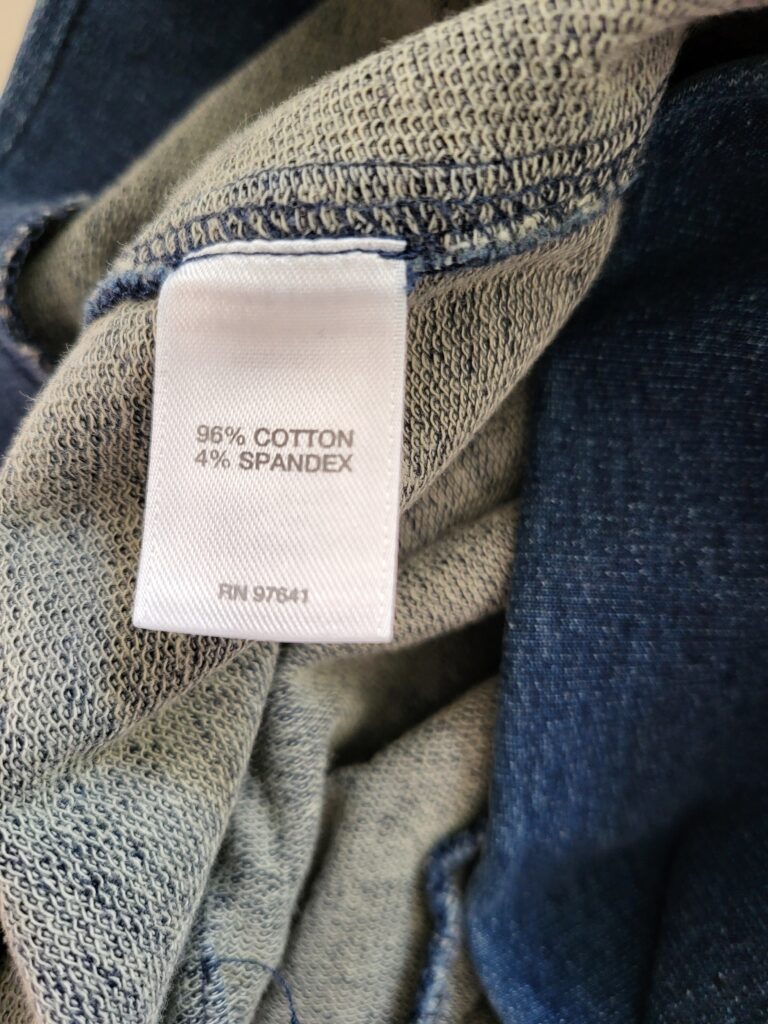 96% COTTON
4% SPANDEX
RN 97641